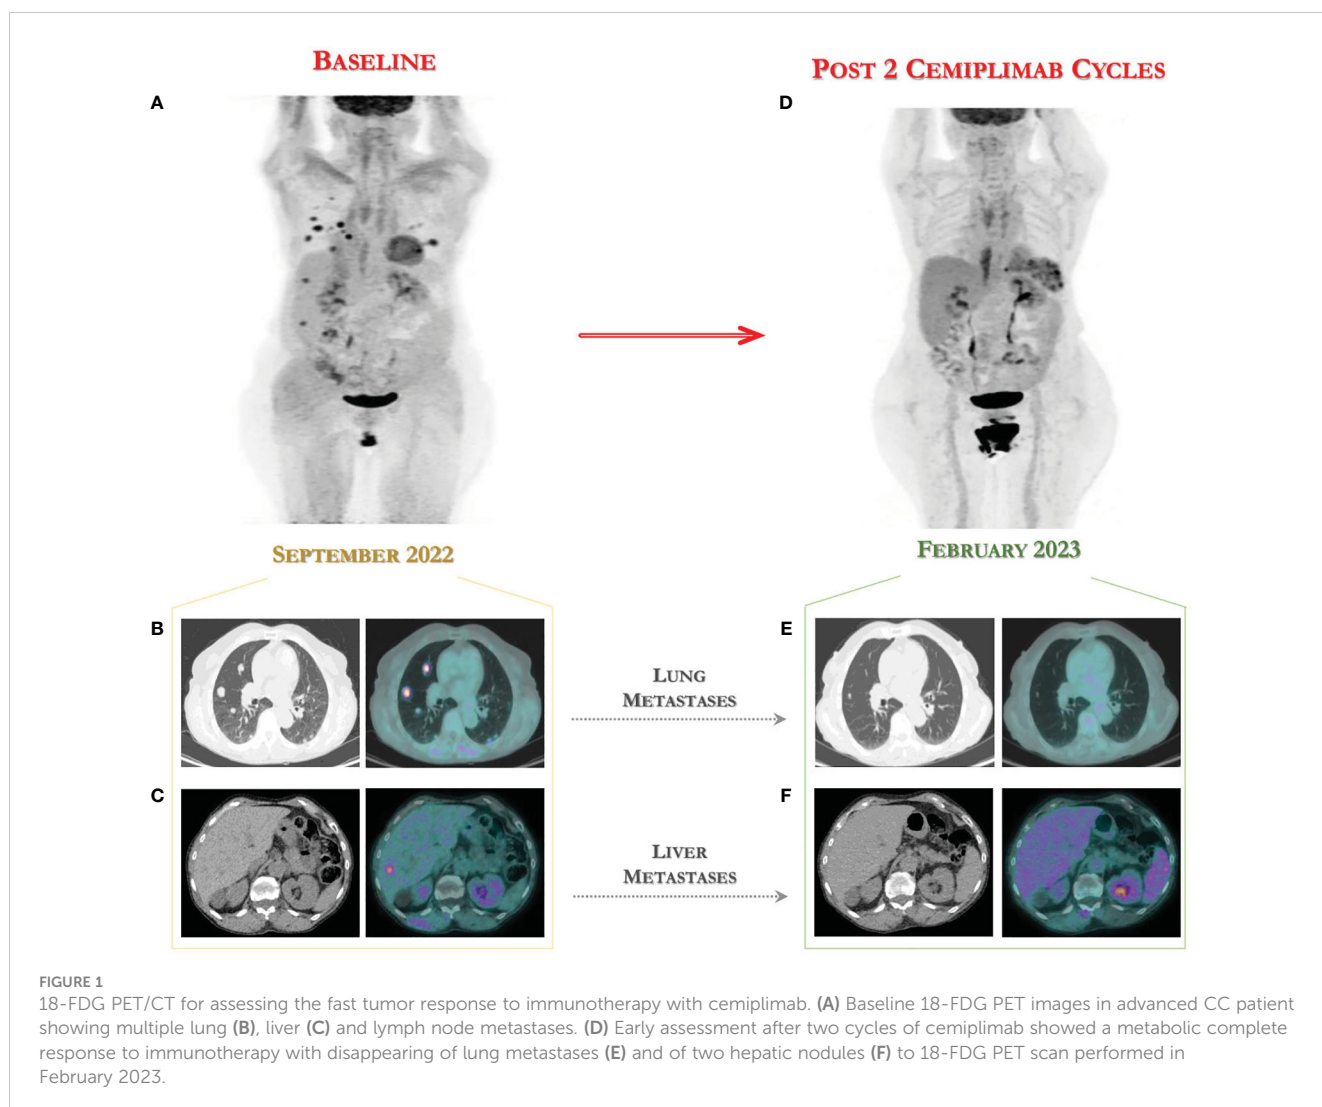 BASELINE
POST 2 CEMIPLIMAB CYCLES
A
D
SEPTEMBER 2022
FEBRUARY 2023
B
LUNG
METASTASES
E
C
LIVER
METASTASES
F
FIGURE 1
18-FDG PET/CT for assessing the fast tumor response to immunotherapy with cemiplimab. (A) Baseline 18-FDG PET images in advanced CC patient
showing multiple lung (B), liver (C) and lymph node metastases. (D) Early assessment after two cycles of cemiplimab showed a metabolic complete
response to immunotherapy with disappearing of lung metastases (E) and of two hepatic nodules (F) to 18-FDG PET scan performed in
February 2023.